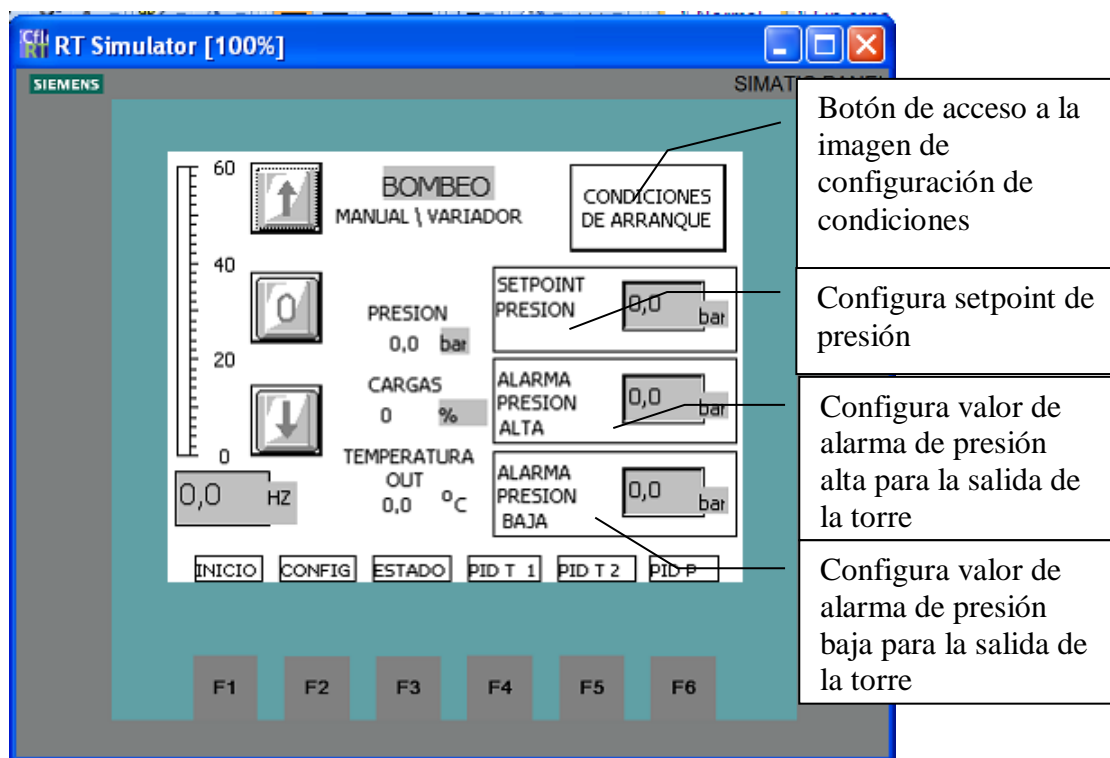 RT Simulator [100%]
SIEMENS
60
40
20
0
0
0,0 HZ
BOMBEO
MANUAL \ VARIADOR
PRESION
0,0 bar
CARGAS
0 %
TEMPERATURA
OUT
0,0 °C
CONDICIONES
DE ARRANQUE
SETPOINT
PRESION
0,0 bar
ALARMA
PRESION
ALTA
0,0 bar
ALARMA
PRESION
BAJA
0,0 bar
INICIO CONFIG ESTADO PID T 1 PID T 2 PID P
F1 F2 F3 F4 F5 F6
Botón de acceso a la
imagen de
configuración de
condiciones
Configura setpoint de
presión
Configura valor de
alarma de presión
alta para la salida de
la torre
Configura valor de
alarma de presión
baja para la salida de
la torre